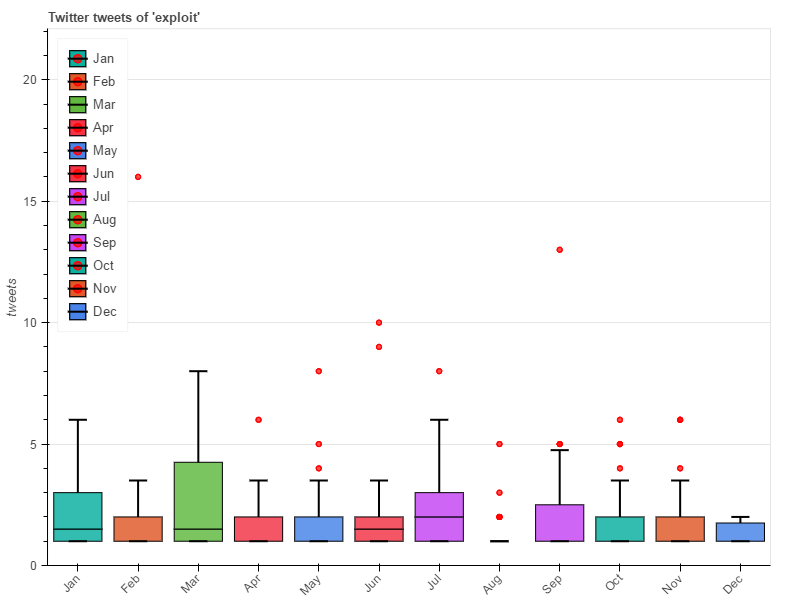 Twitter tweets of 'exploit'
Jan
Feb
Mar
Apr
May
Jun
Jul
Aug
Sep
Oct
Nov
Dec
tweets
20
15
10
5
0
Jan
Feb
Mar
Apr
May
Jun
Jul
Aug
Sep
Oct
Nov
Dec